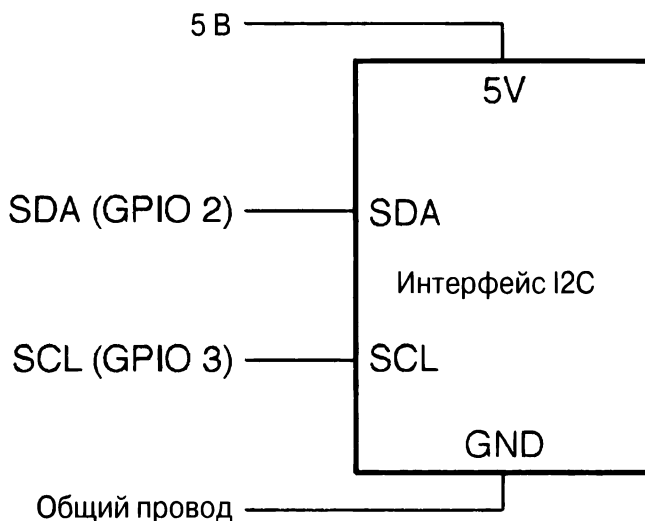 5 В
5V
SDA (GPIO 2)
SDA
Интерфейс I2C
SCL (GPIO 3)
SCL
GND
Общий провод